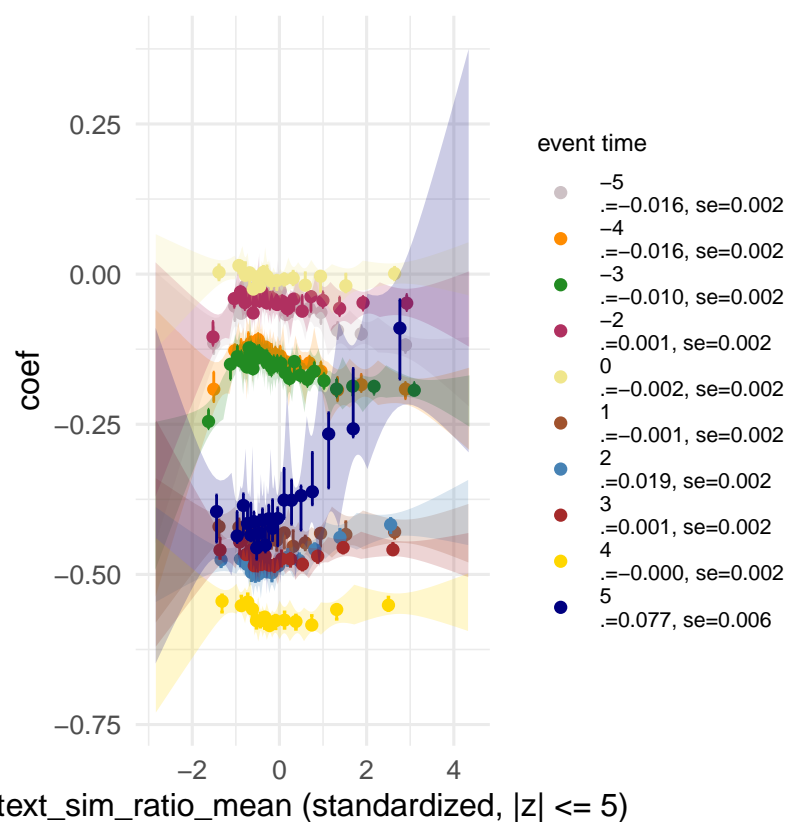 event time
−5
.=−0.016, se=0.002
−4
.=−0.016, se=0.002
−3
.=−0.010, se=0.002
−2
.=0.001, se=0.002
0
.=−0.002, se=0.002
1
.=−0.001, se=0.002
2
.=0.019, se=0.002
3
.=0.001, se=0.002
4
.=−0.000, se=0.002
5
.=0.077, se=0.006
coef
0.25
0.00
−0.25
−0.50
−0.75
−2 0 2 4
text_sim_ratio_mean (standardized, |z| <= 5)